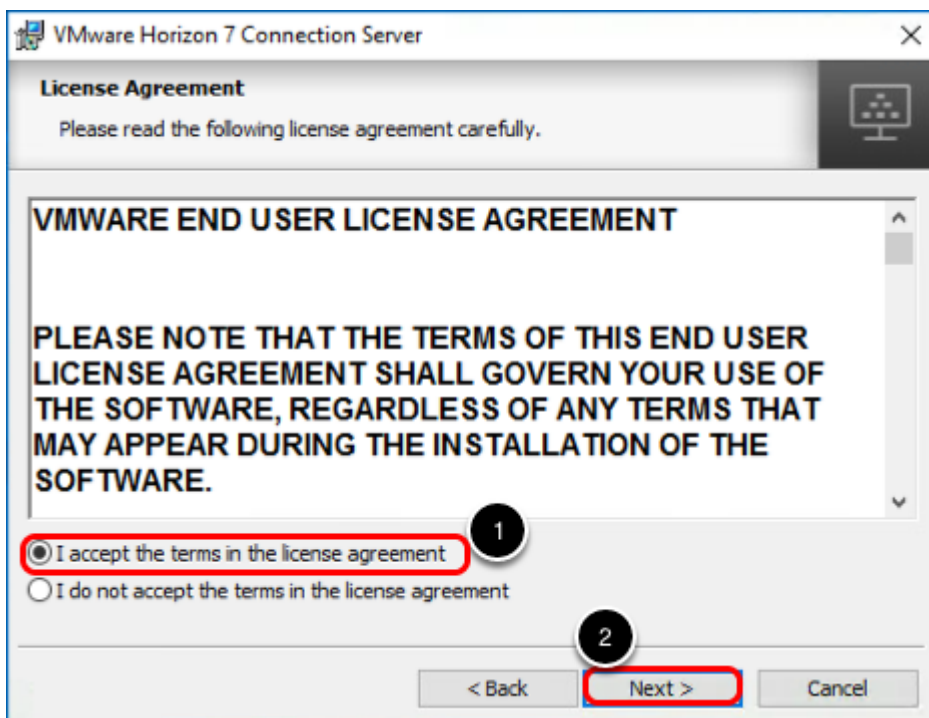 VMware Horizon 7 Connection Server
License Agreement
Please read the following license agreement carefully.
VMWARE END USER LICENSE AGREEMENT
PLEASE NOTE THAT THE TERMS OF THIS END USER
LICENSE AGREEMENT SHALL GOVERN YOUR USE OF
THE SOFTWARE, REGARDLESS OF ANY TERMS THAT
MAY APPEAR DURING THE INSTALLATION OF THE
SOFTWARE.
1
I accept the terms in the license agreement
I do not accept the terms in the license agreement
2
< Back Next > Cancel